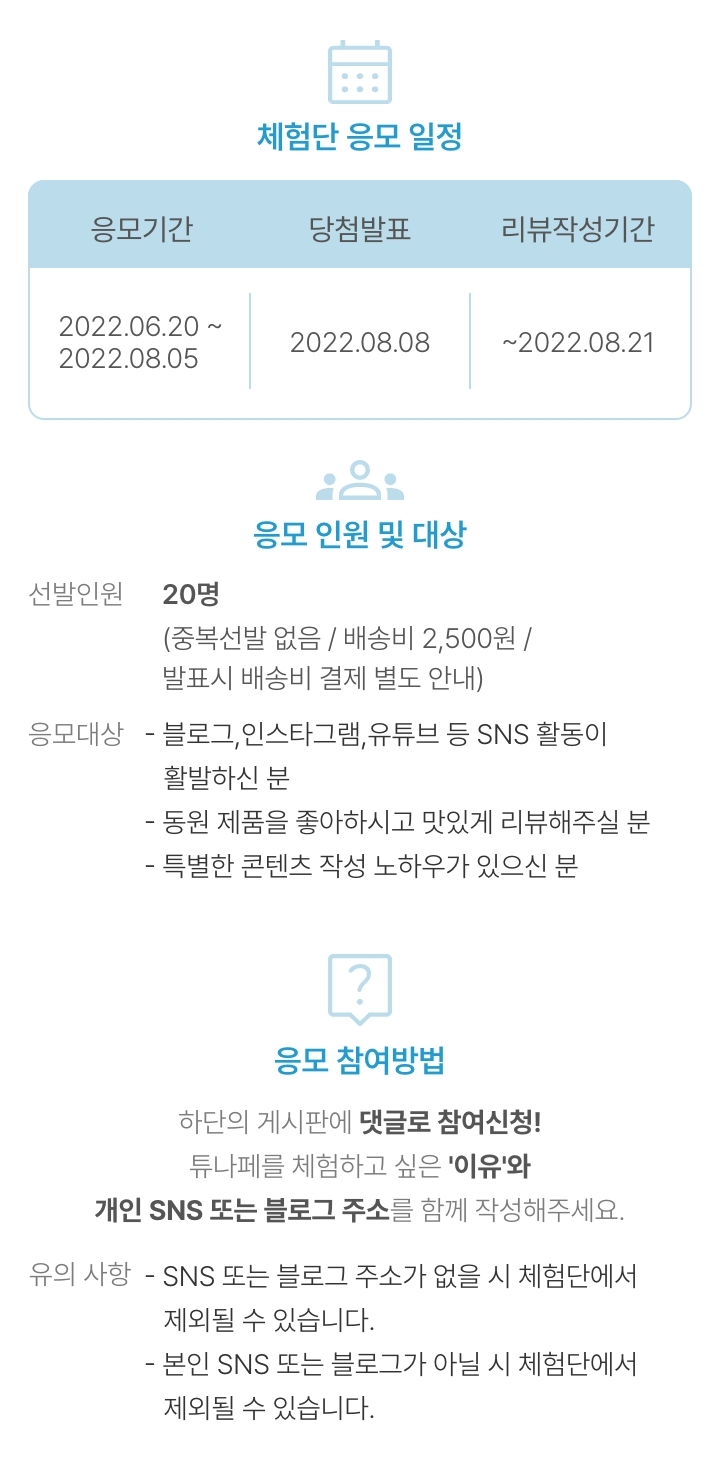 체험단 응모 일정
응모기간 당첨발표 리뷰작성기간
2022.06.20 ~
2022.08.05
2022.08.08
~2022.08.21
응모 인원 및 대상
선발인원 20명
(중복선발 없음 / 배송비 2,500원 /
발표시 배송비 결제 별도 안내)
응모대상 - 블로그,인스타그램,유튜브 등 SNS 활동이
활발하신 분
- 동원 제품을 좋아하시고 맛있게 리뷰해주실 분
- 특별한 콘텐츠 작성 노하우가 있으신 분
?
응모 참여방법
하단의 게시판에 댓글로 참여신청!
튜나페를 체험하고 싶은 '이유'와
개인 SNS 또는 블로그 주소를 함께 작성해주세요.
유의 사항 - SNS 또는 블로그 주소가 없을 시 체험단에서
제외될 수 있습니다.
- 본인 SNS 또는 블로그가 아닐 시 체험단에서
제외될 수 있습니다.